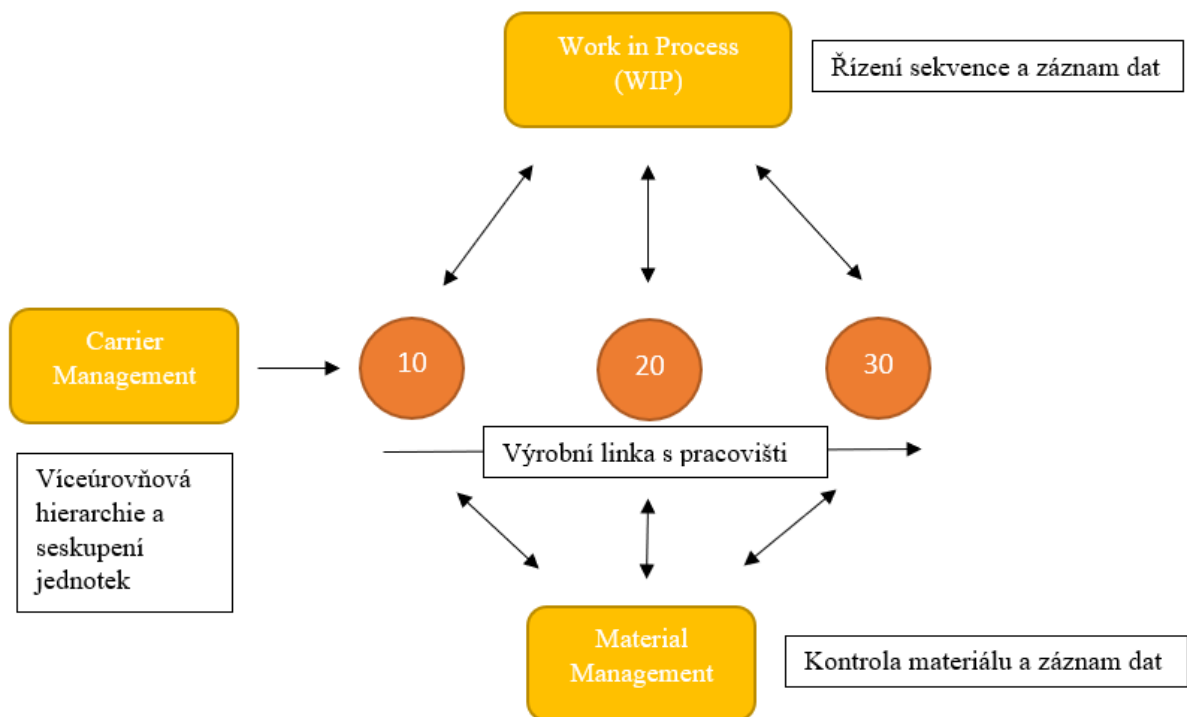 Work in Process
(WIP)
Řízení sekvence a záznam dat
Carrier
Management
10
20
30
Výrobní linka s pracovišti
Víceúrovňová
hierarchie a
seskupení
jednotek
Material
Management
Kontrola materiálu a záznam dat